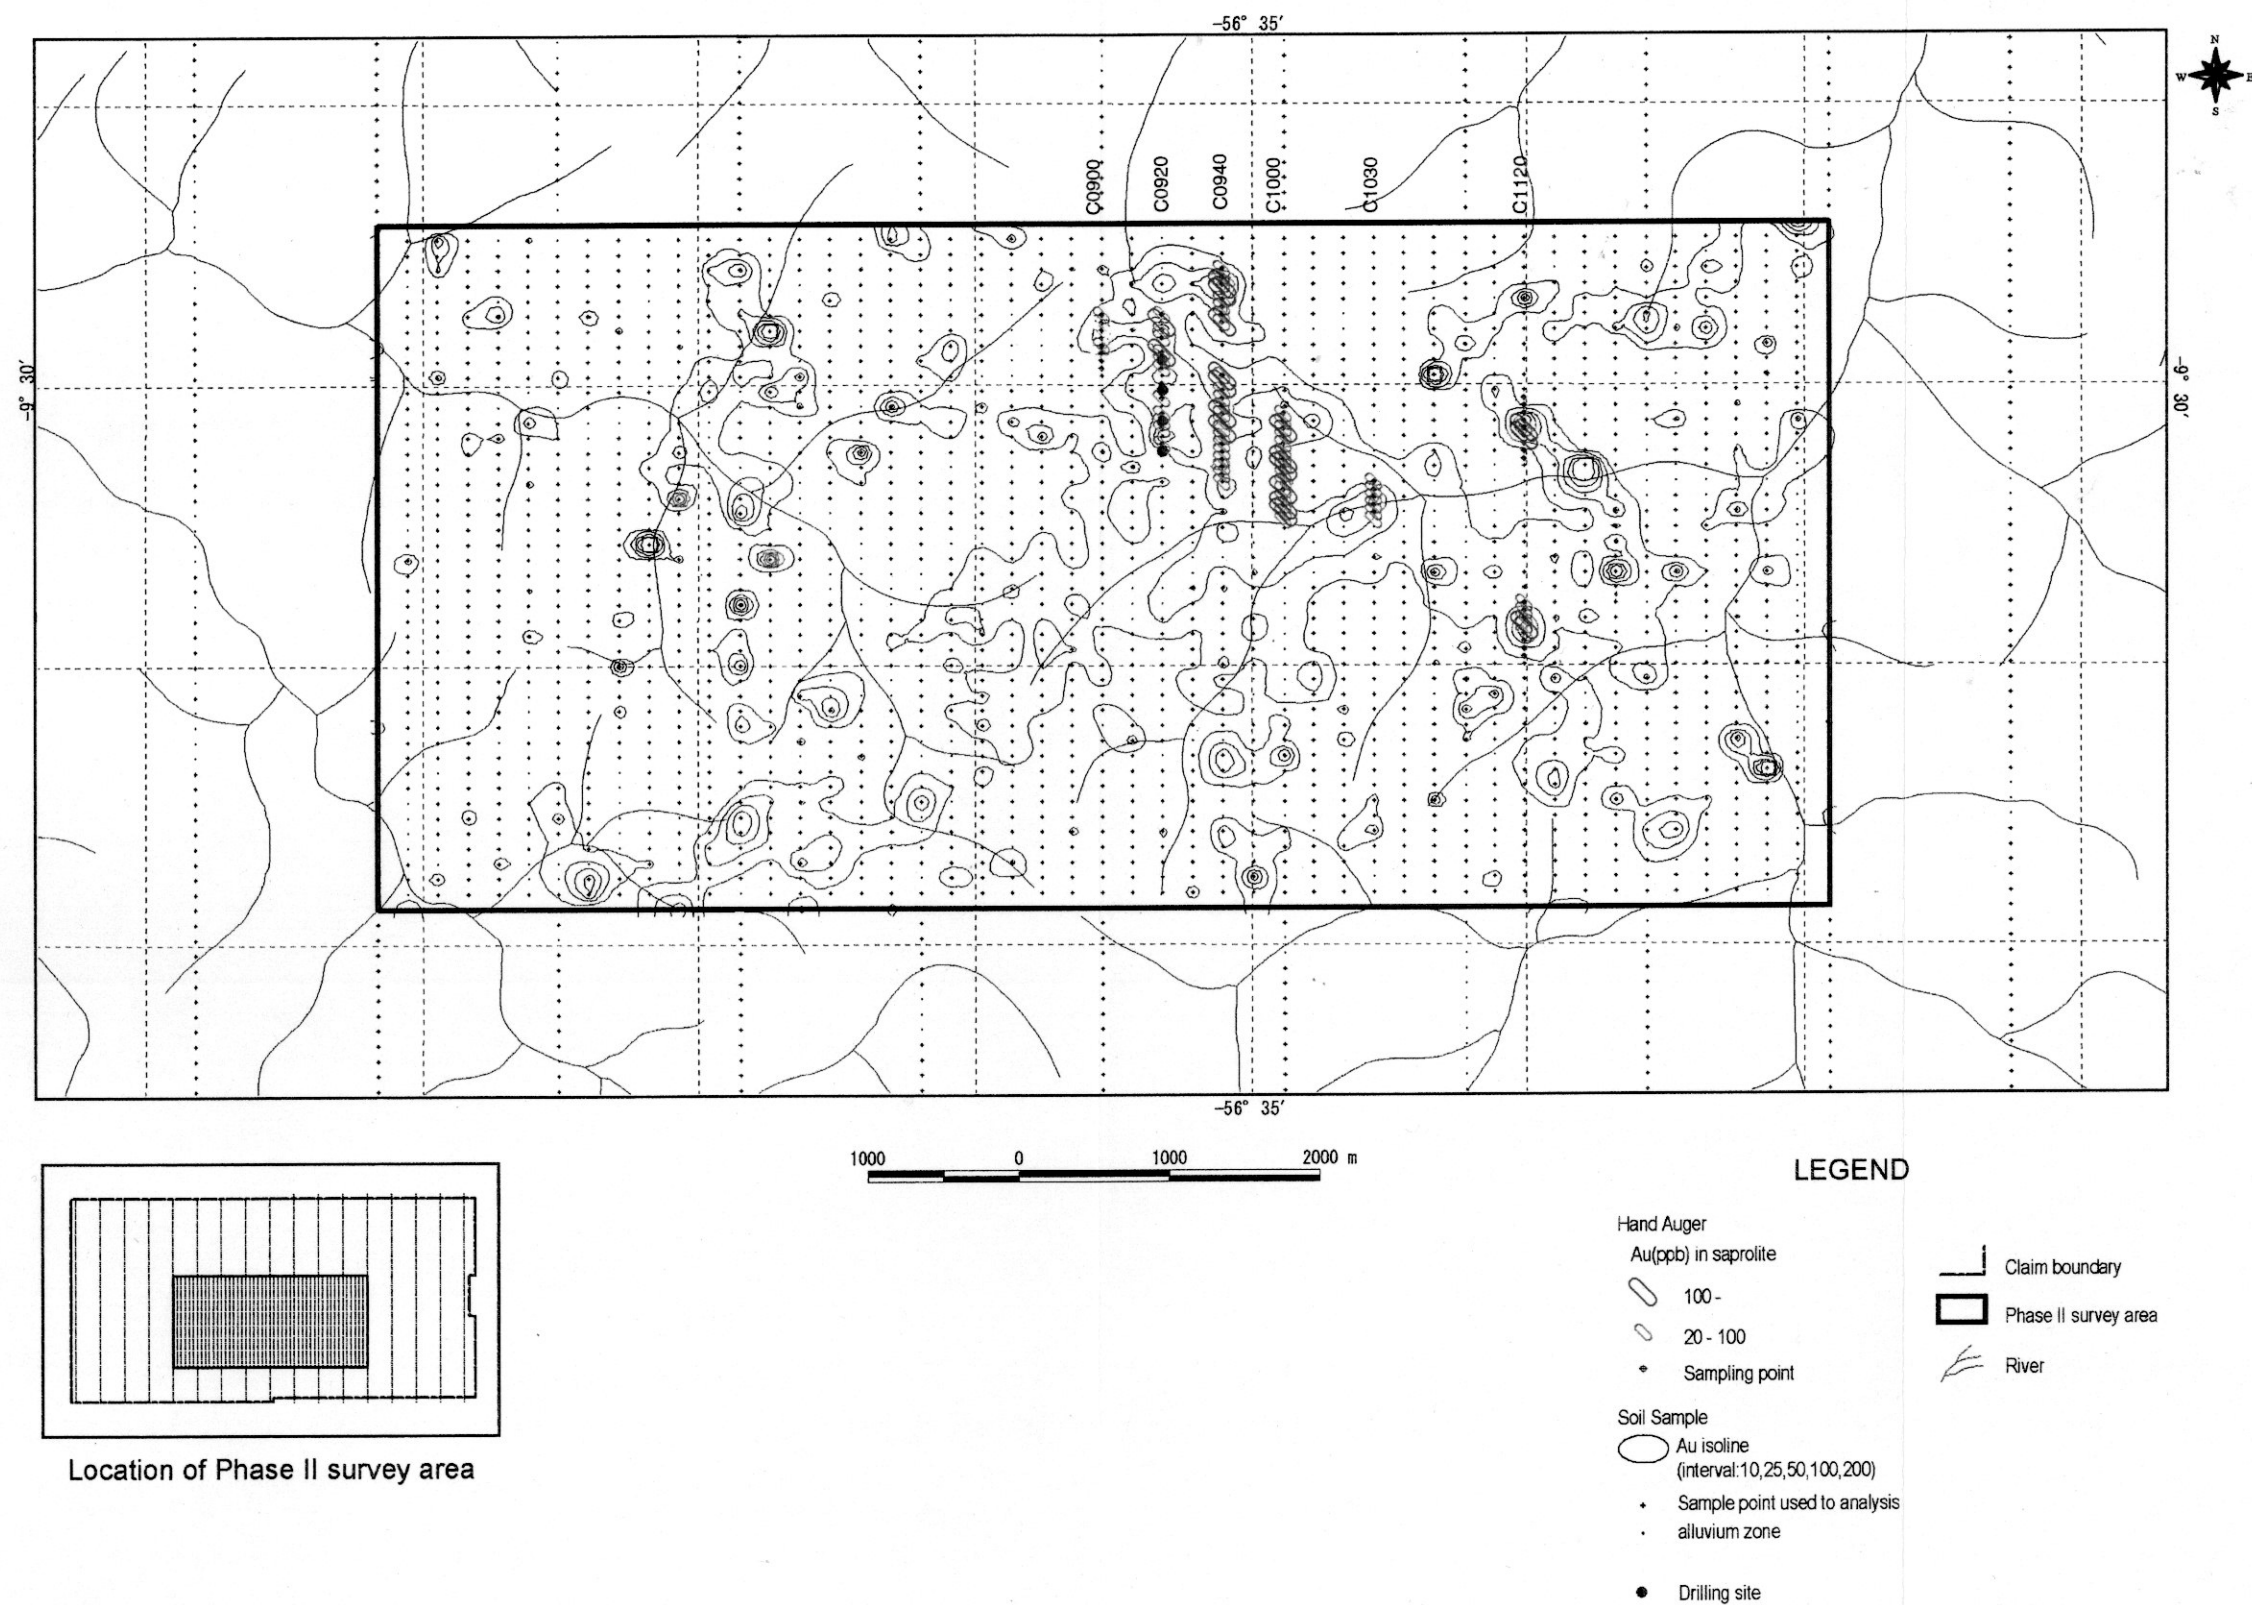 −56° 35′
N
W E
S
C0900
C0920
C0940
C1000
C1030
C1120
−9° 30′
−9° 30′
−56° 35′
1000 0 1000 2000 m
Location of Phase II survey area
LEGEND
Hand Auger
Au(ppb) in saprolite
100 -
20 - 100
Sampling point
Soil Sample
Au isoline
(interval:10,25,50,100,200)
Sample point used to analysis
alluvium zone
Drilling site
Claim boundary
Phase II survey area
River